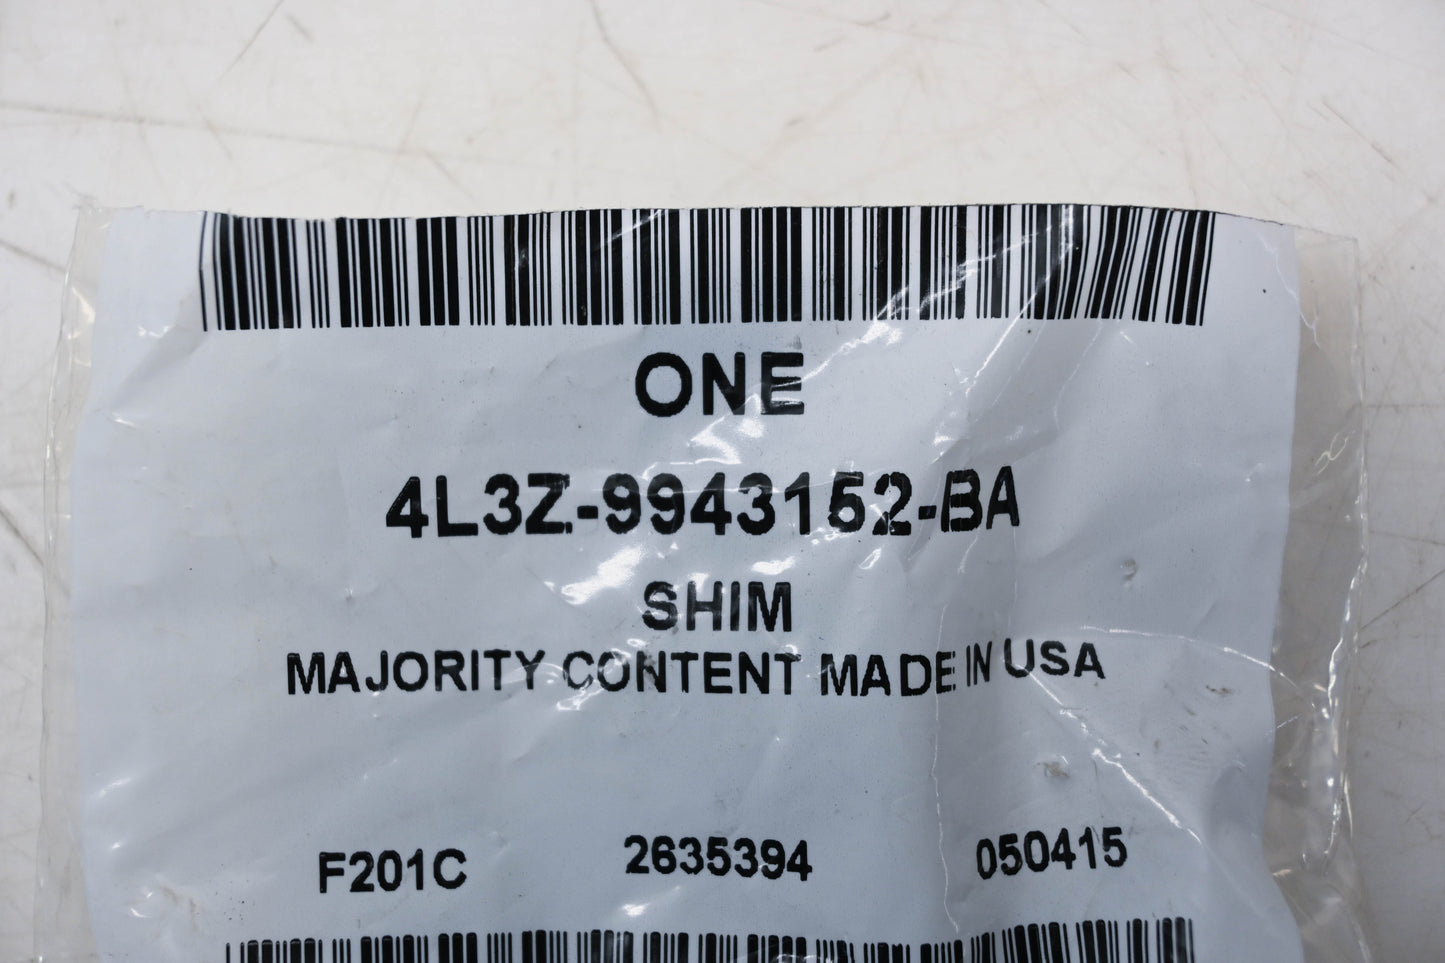 ONE
4L3Z-9943152-BA
SHIM
MAJORITY CONTENT MADE IN USA
F201C 2635394 050415